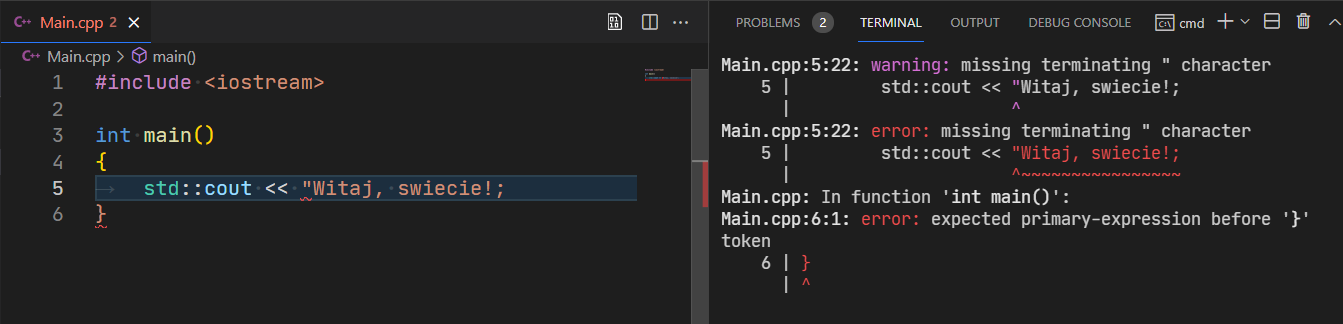 C++ Main.cpp 2 ×
C++ Main.cpp > main()
1 #include <iostream>
2
3 int main()
4 {
5 std::cout << "Witaj, swiecie!;
6 }
PROBLEMS 2 TERMINAL OUTPUT DEBUG CONSOLE cmd
Main.cpp:5:22: warning: missing terminating " character
5 | std::cout << "Witaj, swiecie!;
| ^
Main.cpp:5:22: error: missing terminating " character
5 | std::cout << "Witaj, swiecie!;
| ^~~~~~~~~~~~~~~~~
Main.cpp: In function 'int main()':
Main.cpp:6:1: error: expected primary-expression before '}'
token
6 | }
| ^